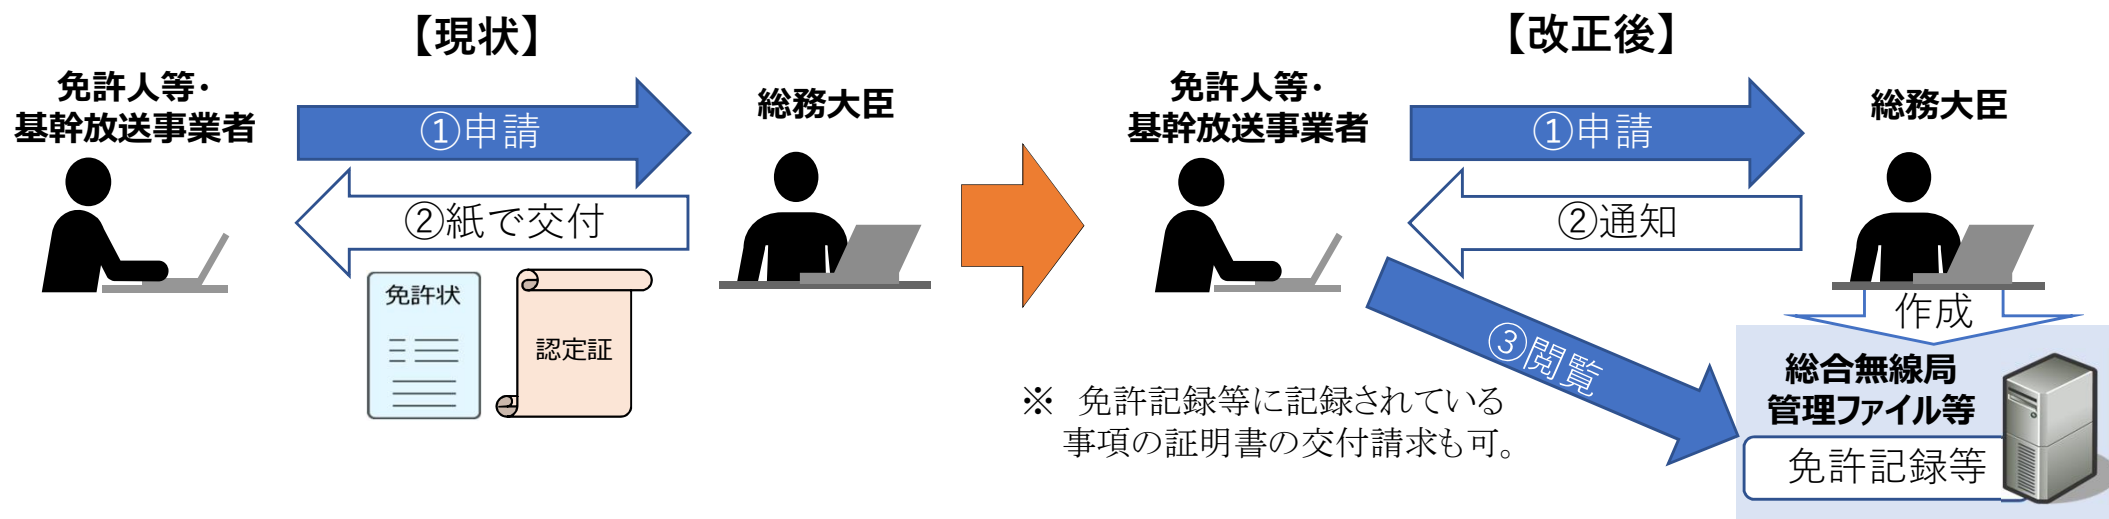 【現状】
免許人等・
基幹放送事業者
①申請
総務大臣
②紙で交付
免許状
認定証
【改正後】
免許人等・
基幹放送事業者
①申請
総務大臣
②通知
作成
③閲覧
総合無線局
管理ファイル等
免許記録等
※　免許記録等に記録されている
事項の証明書の交付請求も可。